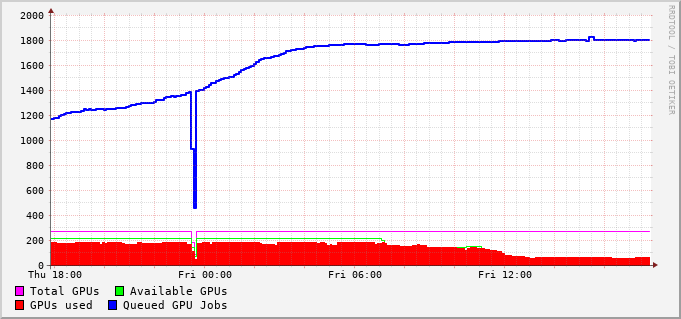 2000
1800
1600
1400
1200
1000
800
600
400
200
0
Thu 18:00 Fri 00:00 Fri 06:00 Fri 12:00
Total GPUs Available GPUs
GPUs used Queued GPU Jobs
RRDTOOL / TOBI OETIKER